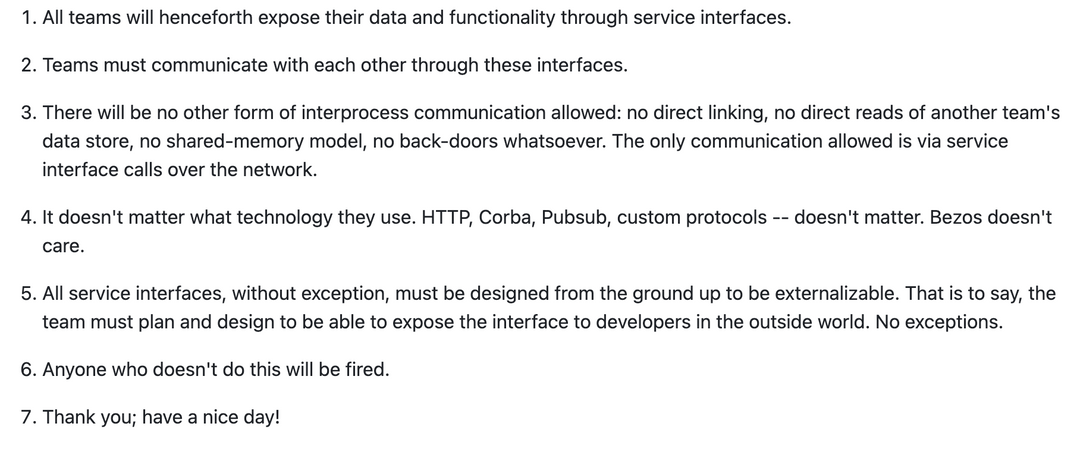 1. All teams will henceforth expose their data and functionality through service interfaces.
2. Teams must communicate with each other through these interfaces.
3. There will be no other form of interprocess communication allowed: no direct linking, no direct reads of another team's
data store, no shared-memory model, no back-doors whatsoever. The only communication allowed is via service
interface calls over the network.
4. It doesn't matter what technology they use. HTTP, Corba, Pubsub, custom protocols -- doesn't matter. Bezos doesn't
care.
5. All service interfaces, without exception, must be designed from the ground up to be externalizable. That is to say, the
team must plan and design to be able to expose the interface to developers in the outside world. No exceptions.
6. Anyone who doesn't do this will be fired.
7. Thank you; have a nice day!